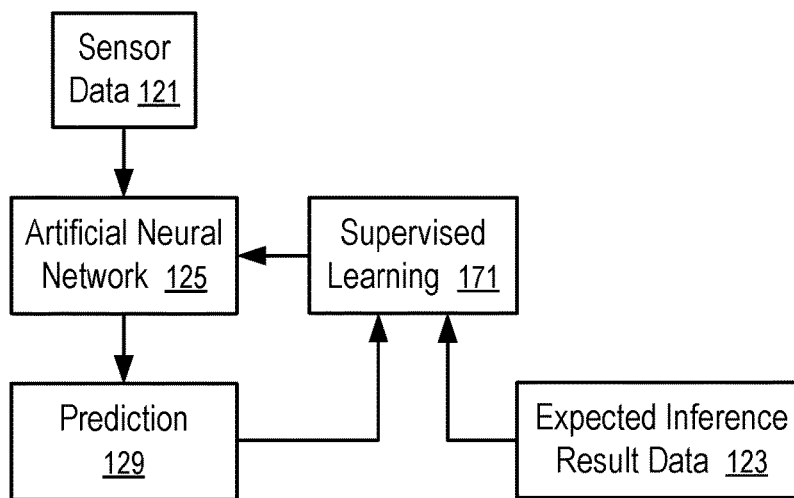 Sensor
Data 121
Artificial Neural
Network 125
Supervised
Learning 171
Prediction
129
Expected Inference
Result Data 123